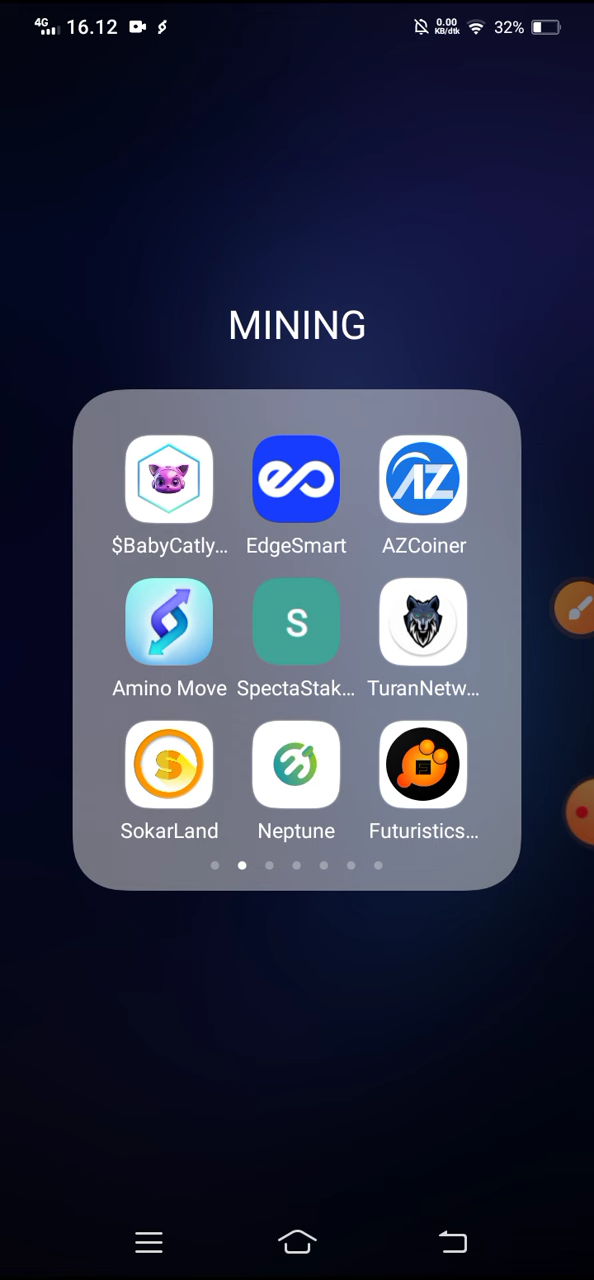 4G 16.12 0.00 KB/dtk 32%
MINING
$BabyCatly... EdgeSmart AZCoiner
Amino Move SpectaStak... TuranNetw...
SokarLand Neptune Futuristics...
AZ
S
S